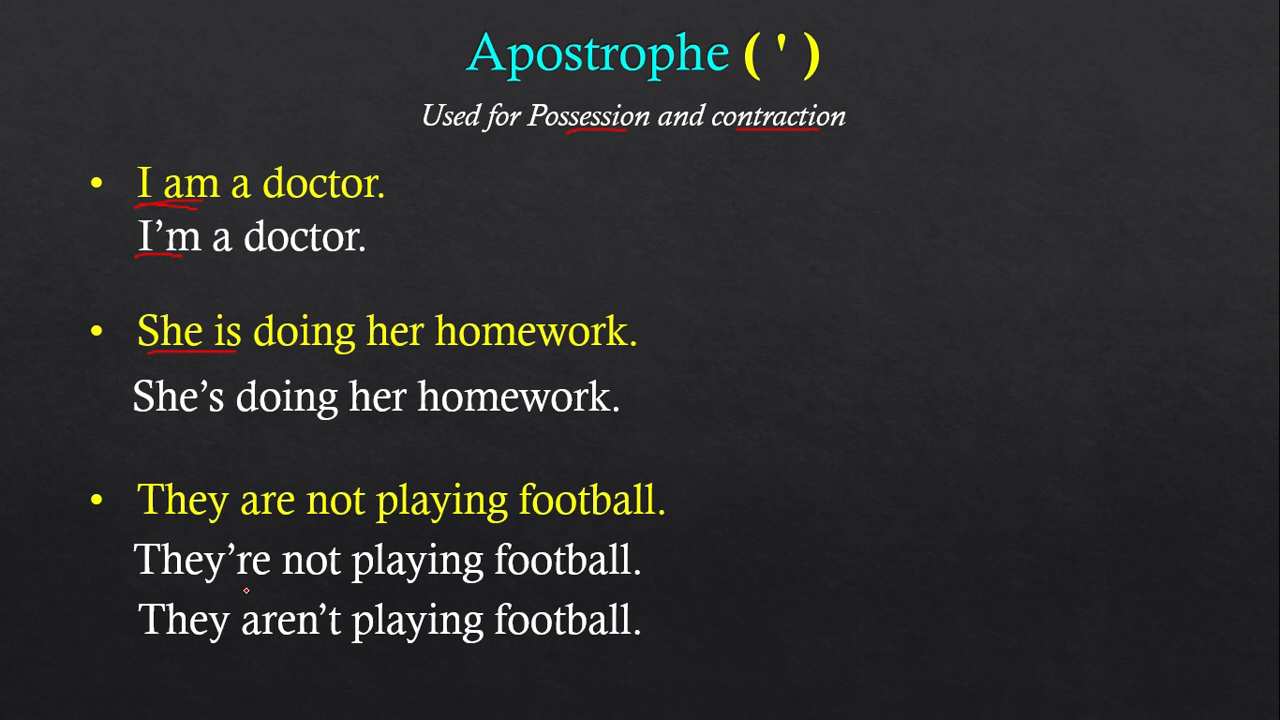 Apostrophe ( ' )
Used for Possession and contraction
• I am a doctor.
I’m a doctor.
• She is doing her homework.
She’s doing her homework.
• They are not playing football.
They’re not playing football.
They aren’t playing football.